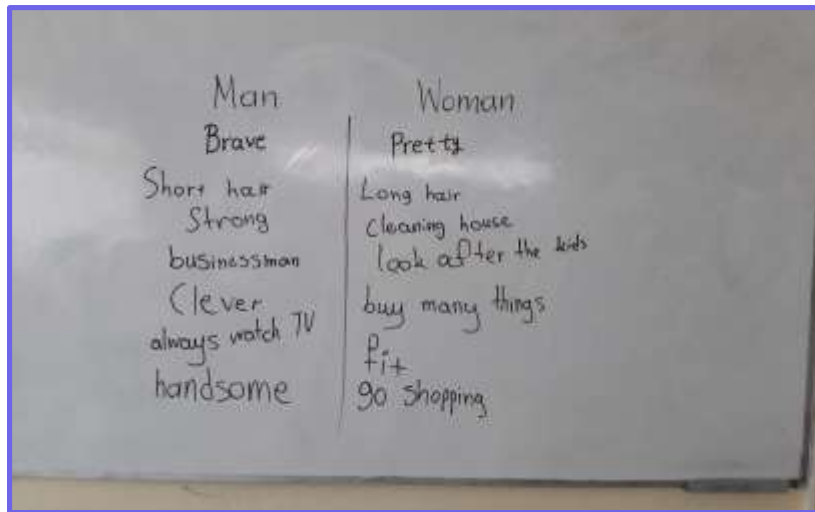 Man
Brave
Short hair
Strong
businessman
Clever
always watch TV
handsome
Woman
Pretty
Long hair
cleaning house
look after the kids
buy many things
fit
go shopping